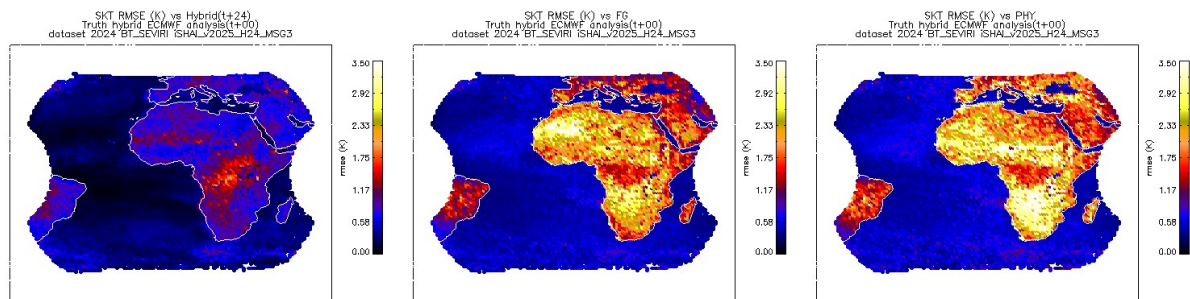 SKT RMSE (K) vs Hybrid(t+24)
Truth hybrid ECMWF analysis(t+00)
dataset 2024 BT_SEVIRI iSHAI_v2025_H24_MSG3
3.50
2.92
2.33
1.75
1.17
0.58
0.00
rmse (K)
SKT RMSE (K) vs FG
Truth hybrid ECMWF analysis(t+00)
dataset 2024 BT_SEVIRI iSHAI_v2025_H24_MSG3
3.50
2.92
2.33
1.75
1.17
0.58
0.00
rmse (K)
SKT RMSE (K) vs PHY
Truth hybrid ECMWF analysis(t+00)
dataset 2024 BT_SEVIRI iSHAI_v2025_H24_MSG3
3.50
2.92
2.33
1.75
1.17
0.58
0.00
rmse (K)